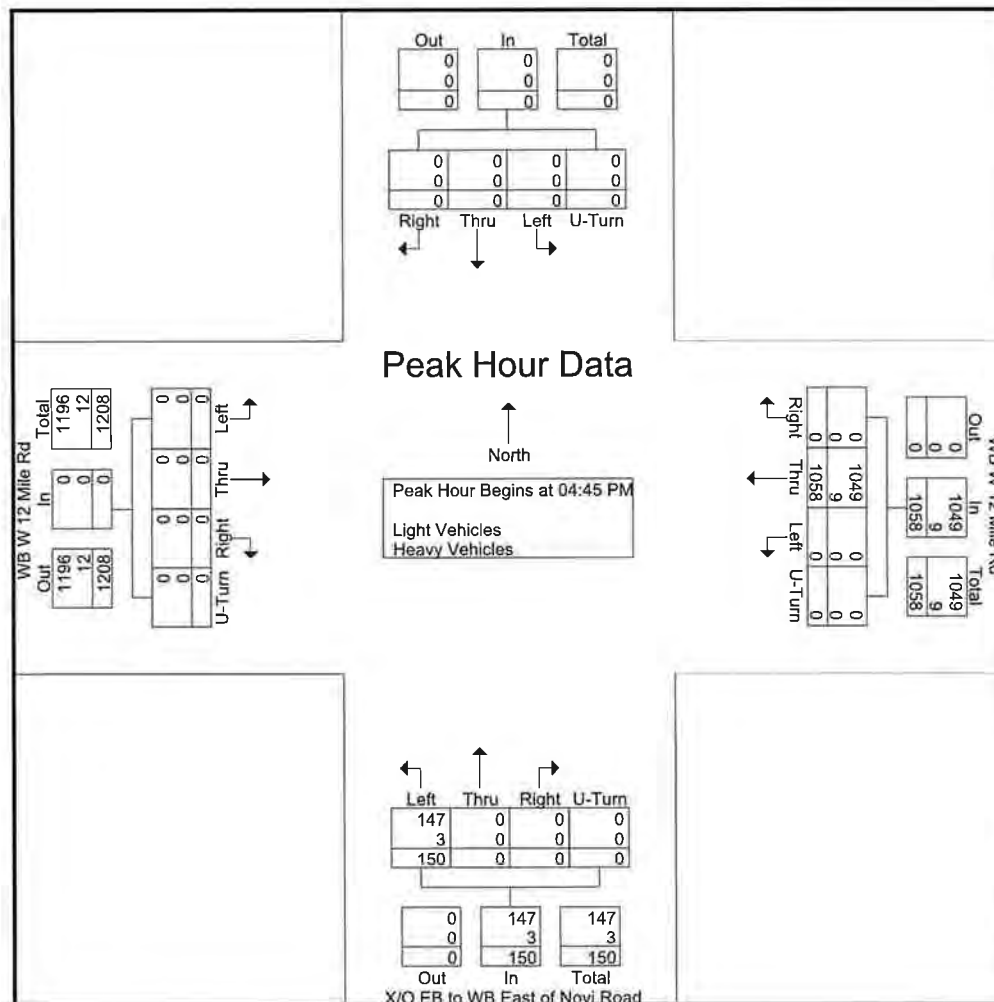 Out In Total
0 0 0
0 0 0
0 0 0
0 0 0 0
0 0 0 0
0 0 0 0
Right Thru Left U-Turn
Peak Hour Data
North
Peak Hour Begins at 04:45 PM
Light Vehicles
Heavy Vehicles
WB W 12 Mile Rd
Out In Total
1196 0 1196
12 0 12
1208 0 1208
0 0 0 0
0 0 0 0
0 0 0 0
U-Turn Right Thru Left
WB W 12 Mile Rd
Out In Total
0 1049 1049
0 9 9
0 1058 1058
0 1049 0 0
0 9 0 0
0 1058 0 0
Right Thru Left U-Turn
Left Thru Right U-Turn
147 0 0 0
3 0 0 0
150 0 0 0
0 147 147
0 3 3
0 150 150
Out In Total
X/O EB to WB East of Novi Road